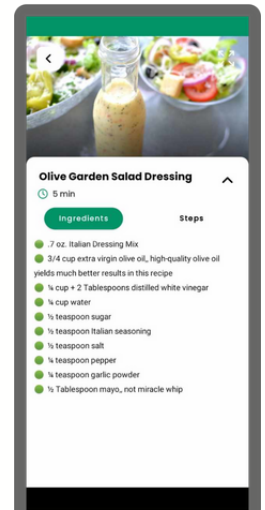 Olive Garden Salad Dressing
5 min
Ingredients
Steps
.7 oz. Italian Dressing Mix
3/4 cup extra virgin olive oil,, high-quality olive oil
yields much better results in this recipe
¼ cup + 2 Tablespoons distilled white vinegar
¼ cup water
½ teaspoon sugar
½ teaspoon Italian seasoning
½ teaspoon salt
¼ teaspoon pepper
¼ teaspoon garlic powder
½ Tablespoon mayo,, not miracle whip